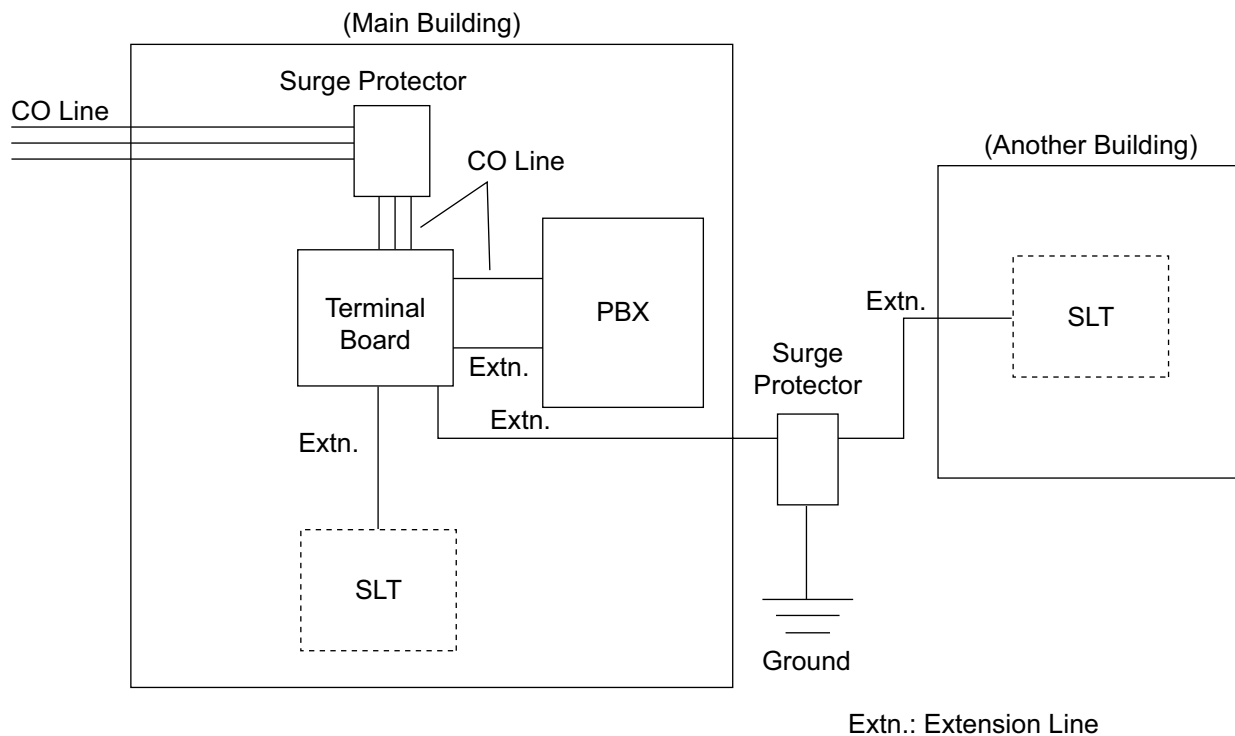 (Main Building)
Surge Protector
CO Line
CO Line
(Another Building)
Terminal
Board
PBX
Extn.
SLT
Extn.
Surge
Protector
Extn.
Extn.
SLT
Ground
Extn.: Extension Line